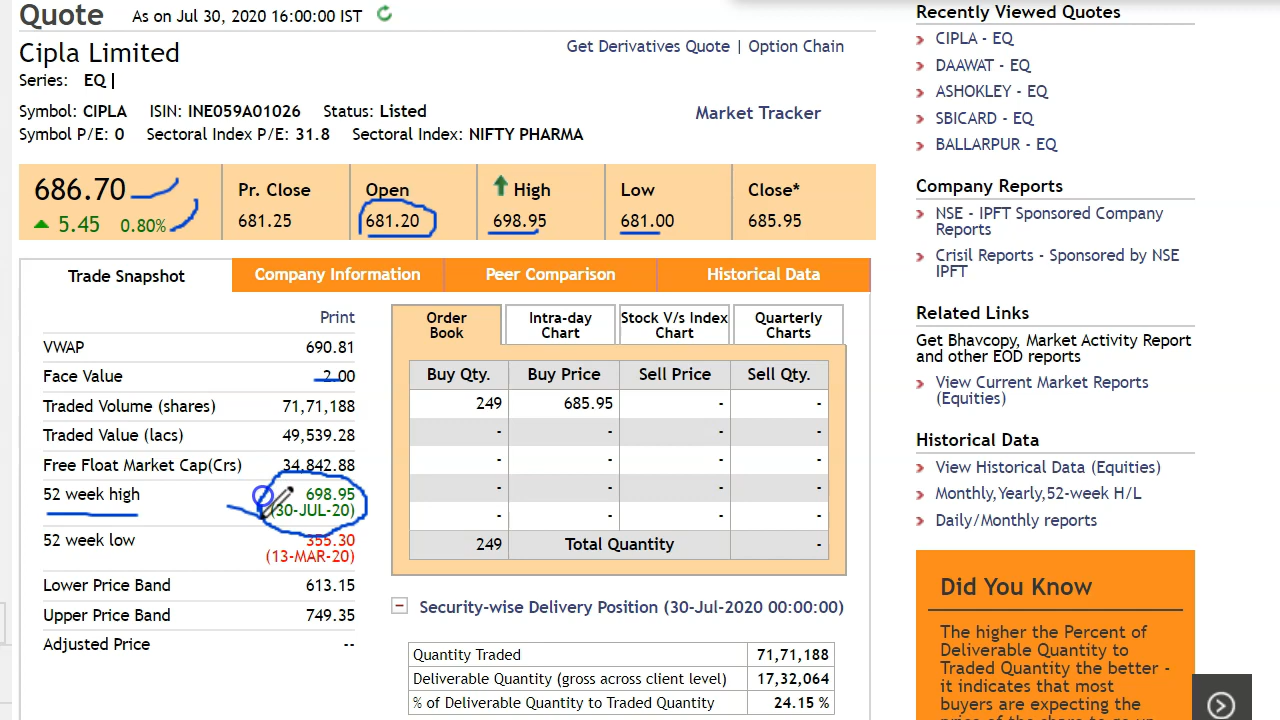 Quote As on Jul 30, 2020 16:00:00 IST
Cipla Limited
Get Derivatives Quote | Option Chain
Series: EQ |
Symbol: CIPLA ISIN: INE059A01026 Status: Listed
Market Tracker
Symbol P/E: 0 Sectoral Index P/E: 31.8 Sectoral Index: NIFTY PHARMA
686.70 Pr. Close Open High Low Close*
5.45 0.80% 681.25 681.20 698.95 681.00 685.95
Trade Snapshot Company Information Peer Comparison Historical Data
Print
VWAP 690.81
Face Value 2.00
Traded Volume (shares) 71,71,188
Traded Value (lacs) 49,539.28
Free Float Market Cap(Crs) 34,842.88
52 week high 698.95
(30-JUL-20)
52 week low 355.30
(13-MAR-20)
Lower Price Band 613.15
Upper Price Band 749.35
Adjusted Price --
Order Intra-day Stock V/s Index Quarterly
Book Chart Chart Charts
Buy Qty. Buy Price Sell Price Sell Qty.
249 685.95 - -
- - - -
- - - -
- - - -
- - - -
249 Total Quantity -
Security-wise Delivery Position (30-Jul-2020 00:00:00)
Quantity Traded 71,71,188
Deliverable Quantity (gross across client level) 17,32,064
% of Deliverable Quantity to Traded Quantity 24.15 %
Recently Viewed Quotes
CIPLA - EQ
DAAWAT - EQ
ASHOKLEY - EQ
SBICARD - EQ
BALLARPUR - EQ
Company Reports
NSE - IPFT Sponsored Company
Reports
Crisil Reports - Sponsored by NSE
IPFT
Related Links
Get Bhavcopy, Market Activity Report
and other EOD reports
View Current Market Reports
(Equities)
Historical Data
View Historical Data (Equities)
Monthly,Yearly,52-week H/L
Daily/Monthly reports
Did You Know
The higher the Percent of
Deliverable Quantity to
Traded Quantity the better -
it indicates that most
buyers are expecting the
price of the share to go up